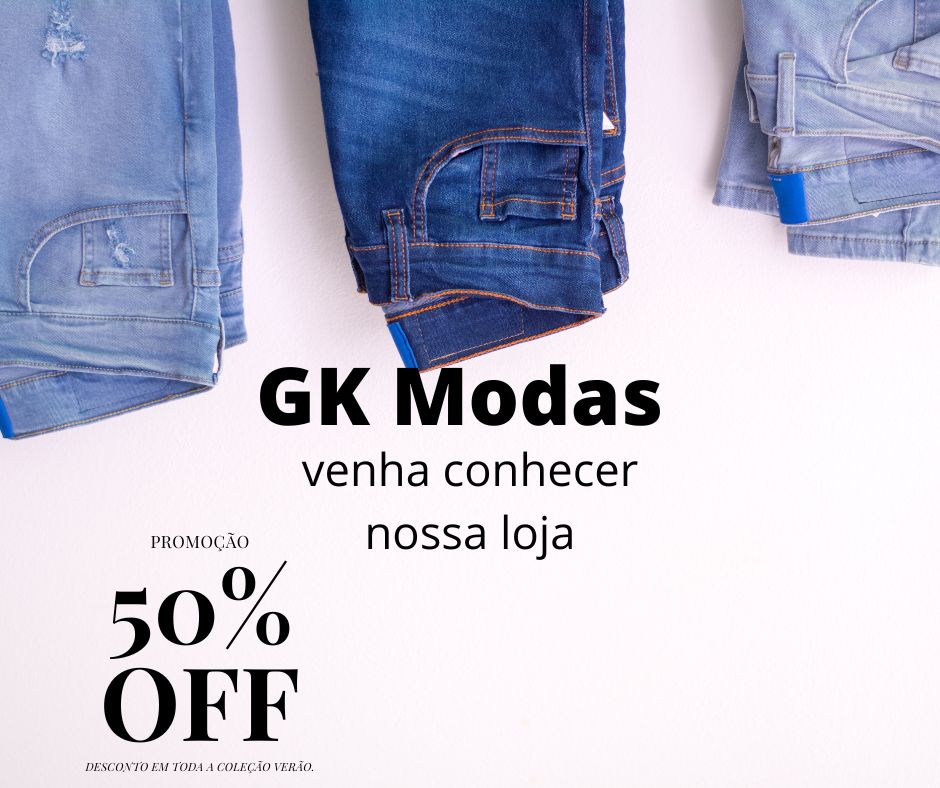 GK Modas
venha conhecer
nossa loja
PROMOÇÃO
50%
OFF
DESCONTO EM TODA A COLEÇÃO VERÃO.